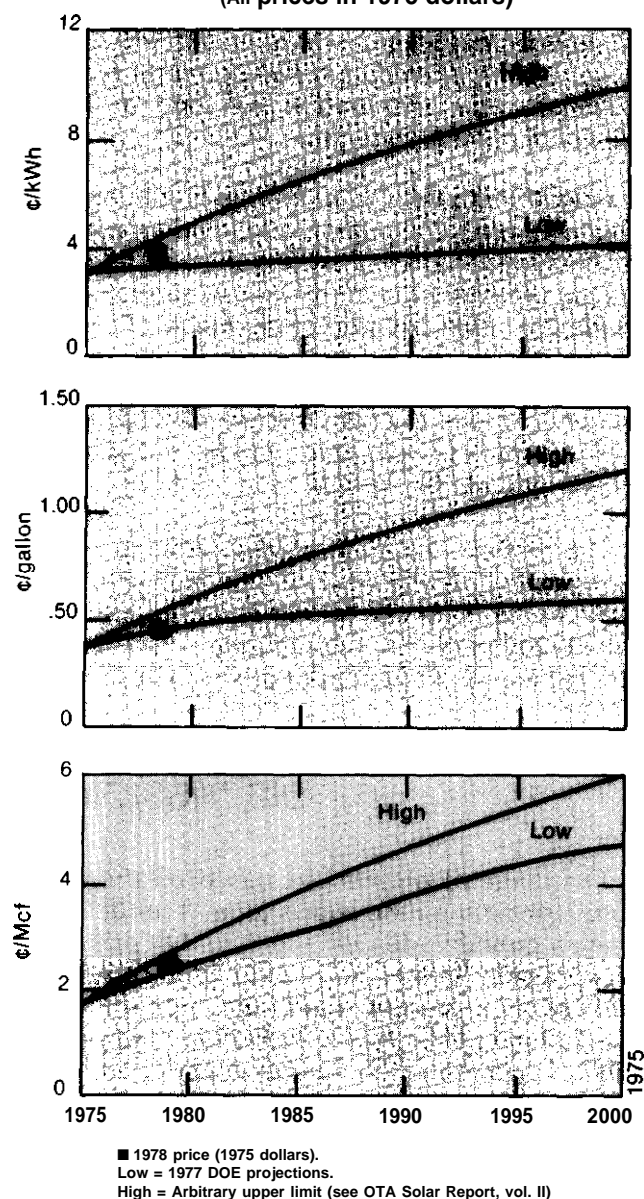 (All prices in dollars)
12
8
4
0
¢/kWh
High
Low
1.50
1.00
.50
0
¢/gallon
High
Low
6
4
2
0
¢/Mcf
High
Low
1975
1975 1980 1985 1990 1995 2000
■ 1978 price (1975 dollars).
Low = 1977 DOE projections.
High = Arbitrary upper limit (see OTA Solar Report, vol. II)